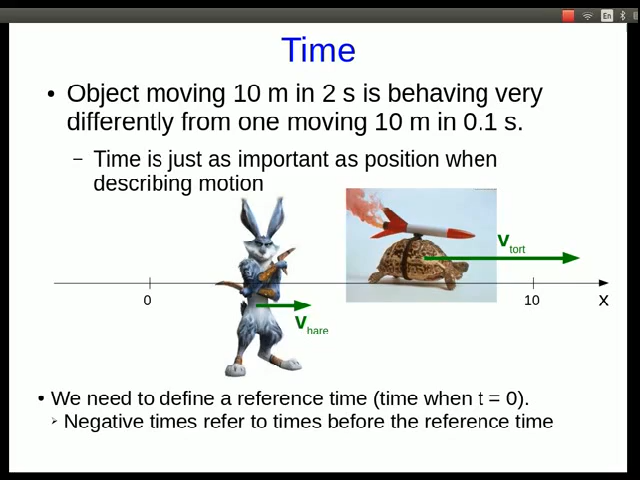 En
Time
• Object moving 10 m in 2 s is behaving very
differently from one moving 10 m in 0.1 s.
– Time is just as important as position when
describing motion
v tort
0
10
x
v hare
• We need to define a reference time (time when t = 0).
➢ Negative times refer to times before the reference time